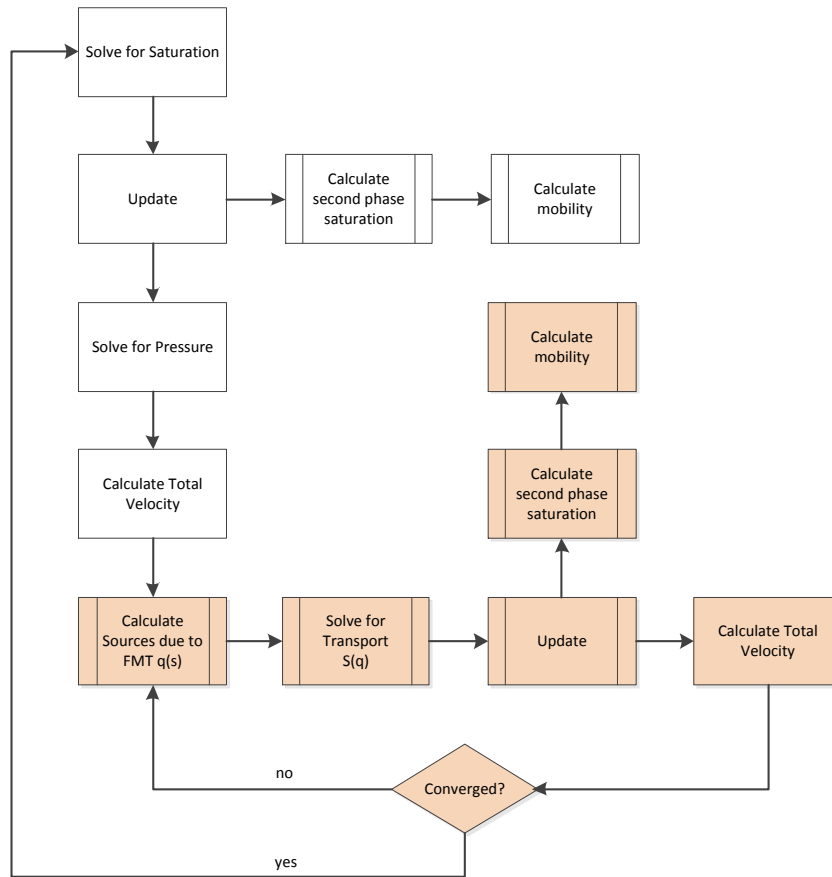 Solve for Saturation
Update
Calculate
second phase
saturation
Calculate
mobility
Solve for Pressure
Calculate
mobility
Calculate Total
Velocity
Calculate
second phase
saturation
Calculate
Sources due to
FMT q(s)
Solve for
Transport
S(q)
Update
Calculate Total
Velocity
no
Converged?
yes